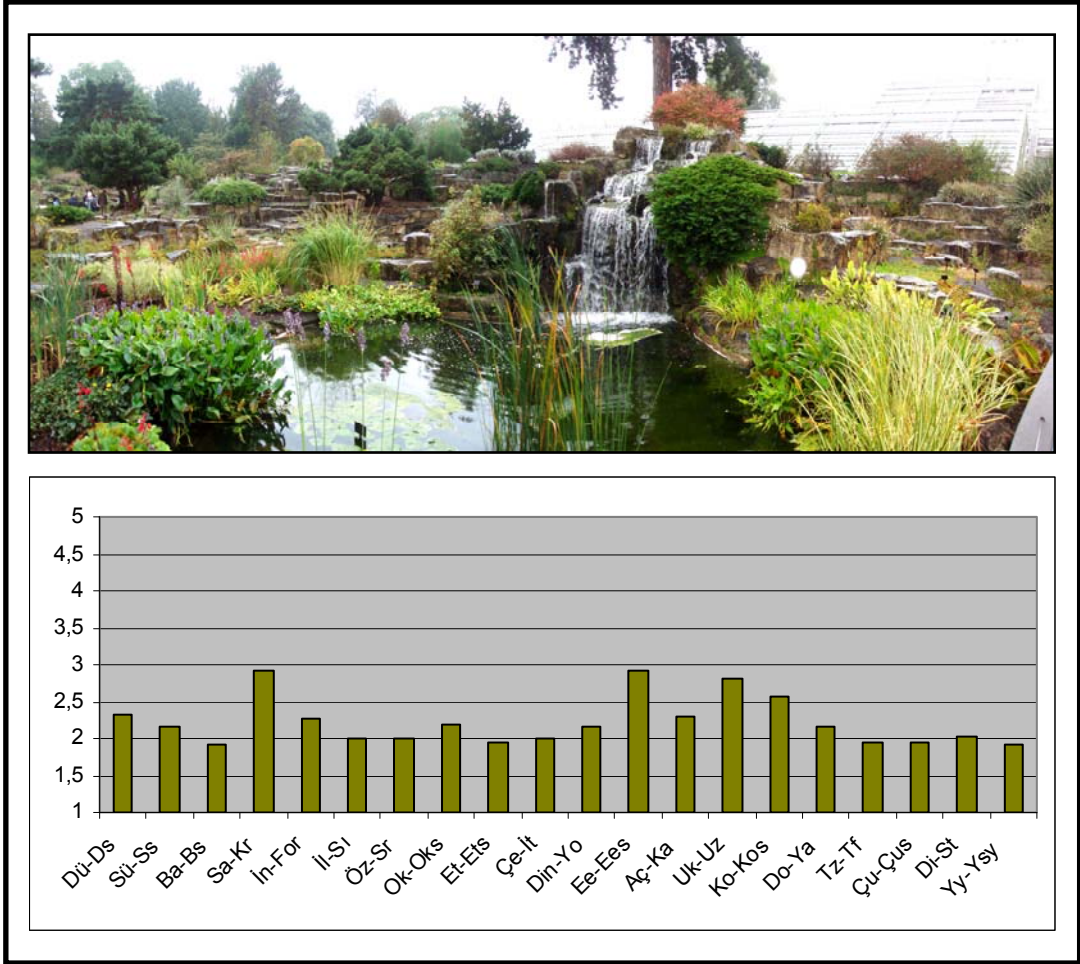 5
4,5
4
3,5
3
2,5
2
1,5
1
Dü-Ds
Sü-Ss
Ba-Bs
Sa-Kr
İn-For
İl-Sı
Öz-Sr
Ok-Oks
Et-Ets
Çe-İt
Din-Yo
Ee-Ees
Aç-Ka
Uk-Uz
Ko-Kos
Do-Ya
Tz-Tf
Çu-Çus
Di-St
Yy-Ysy